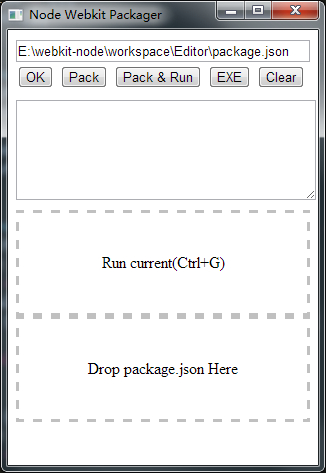 Node Webkit Packager
E:\webkit-node\workspace\Editor\package.json
OK Pack Pack & Run EXE Clear
Run current(Ctrl+G)
Drop package.json Here